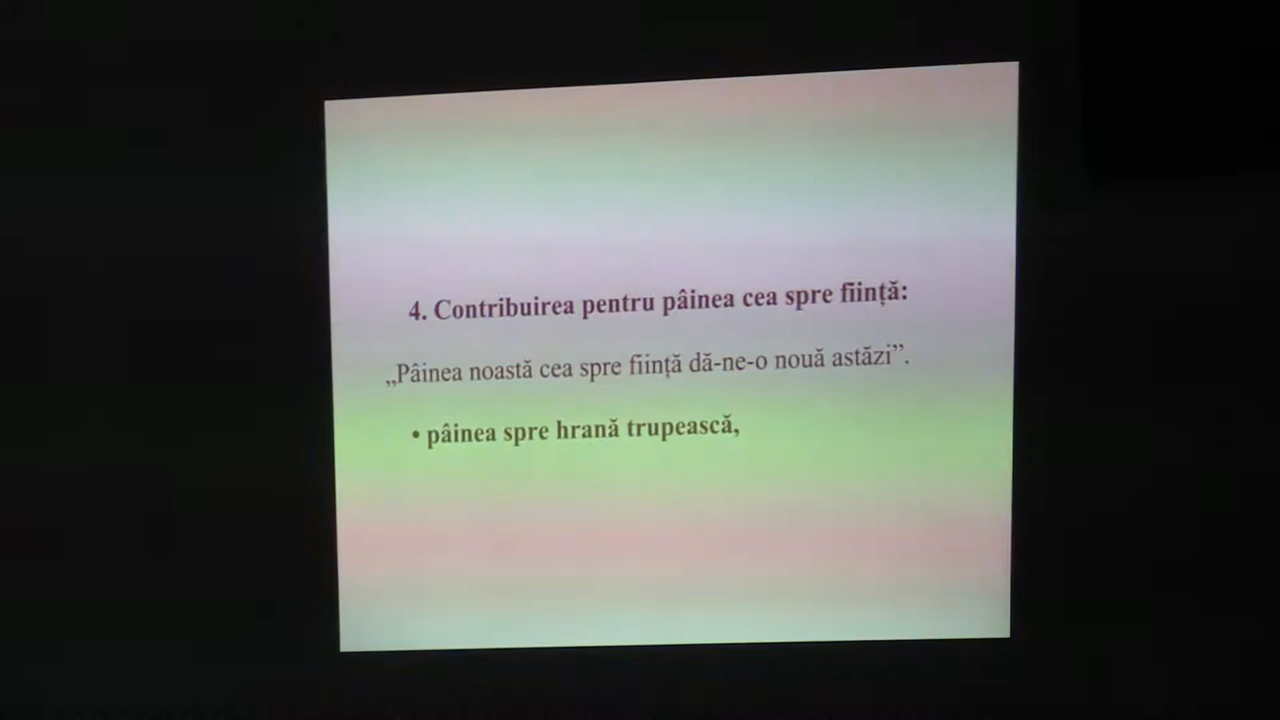 4. Contribuirea pentru pâinea cea spre ființă:
„Pâinea noastă cea spre ființă dă-ne-o nouă astăzi”.
• pâinea spre hrană trupească,